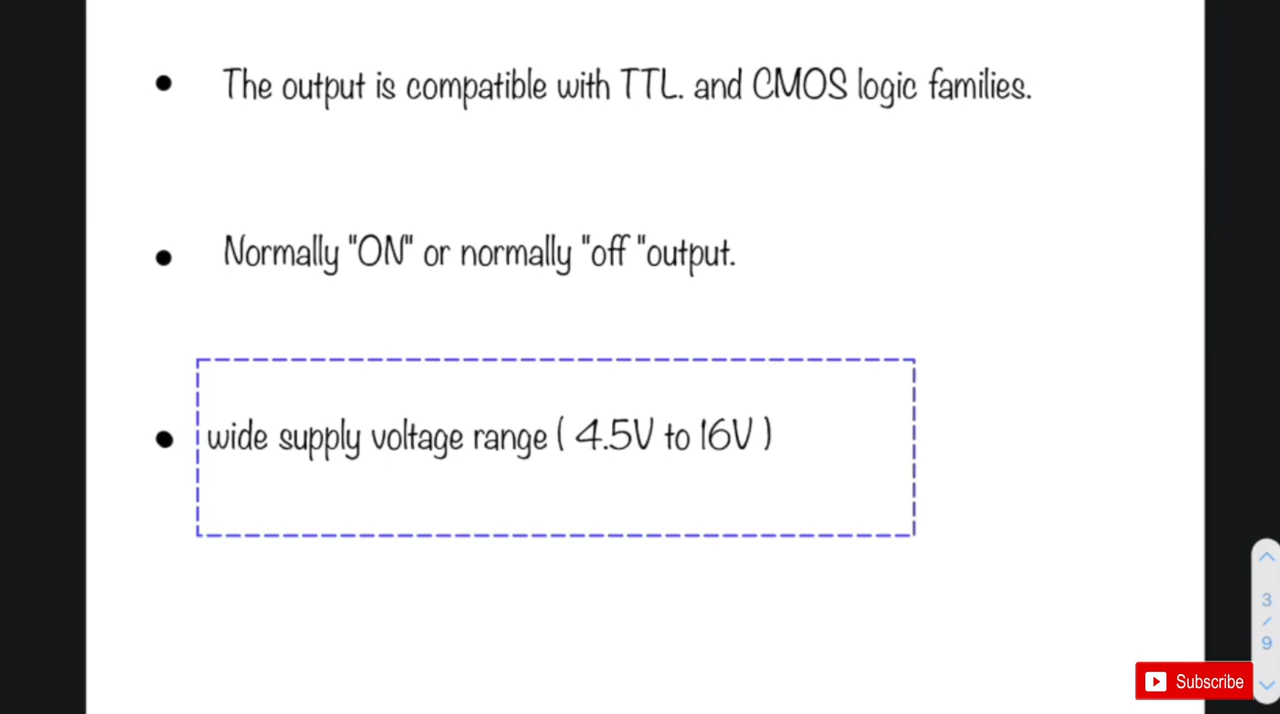 The output is compatible with TTL. and CMOS logic families.
Normally "ON" or normally "off "output.
wide supply voltage range ( 4.5V to 16V )
3
/
9
Subscribe